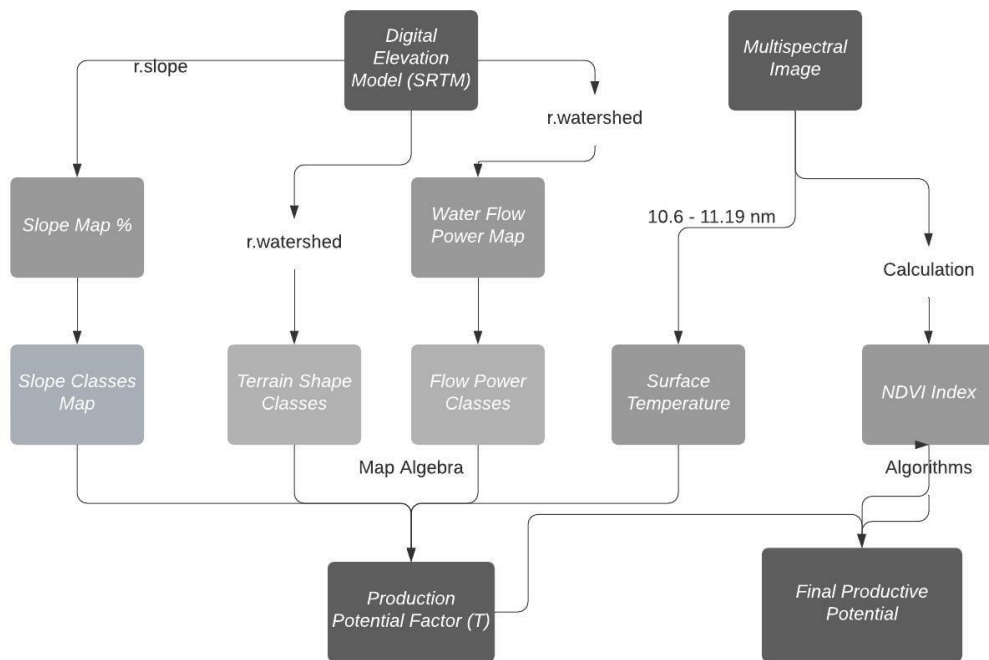 Digital
Elevation
Model (SRTM)
Multispectral
Image
r.slope
r.watershed
Slope Map %
Water Flow
Power Map
r.watershed
10.6 - 11.19 nm
Calculation
Slope Classes
Map
Terrain Shape
Classes
Flow Power
Classes
Surface
Temperature
NDVI Index
Map Algebra
Algorithms
Production
Potential Factor (T)
Final Productive
Potential